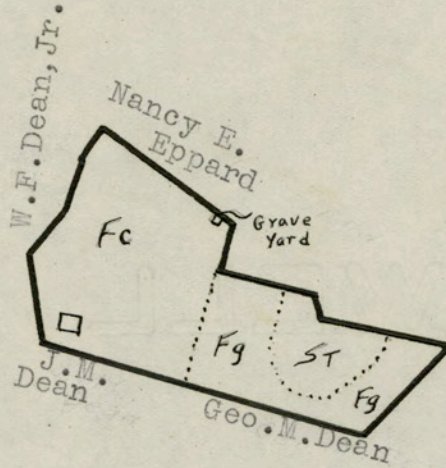 W.F.Dean,Jr.
Nancy E.
Eppard
Grave
Yard
Fc
Fg
ST
Fg
J.M.
Dean
Geo.M.Dean